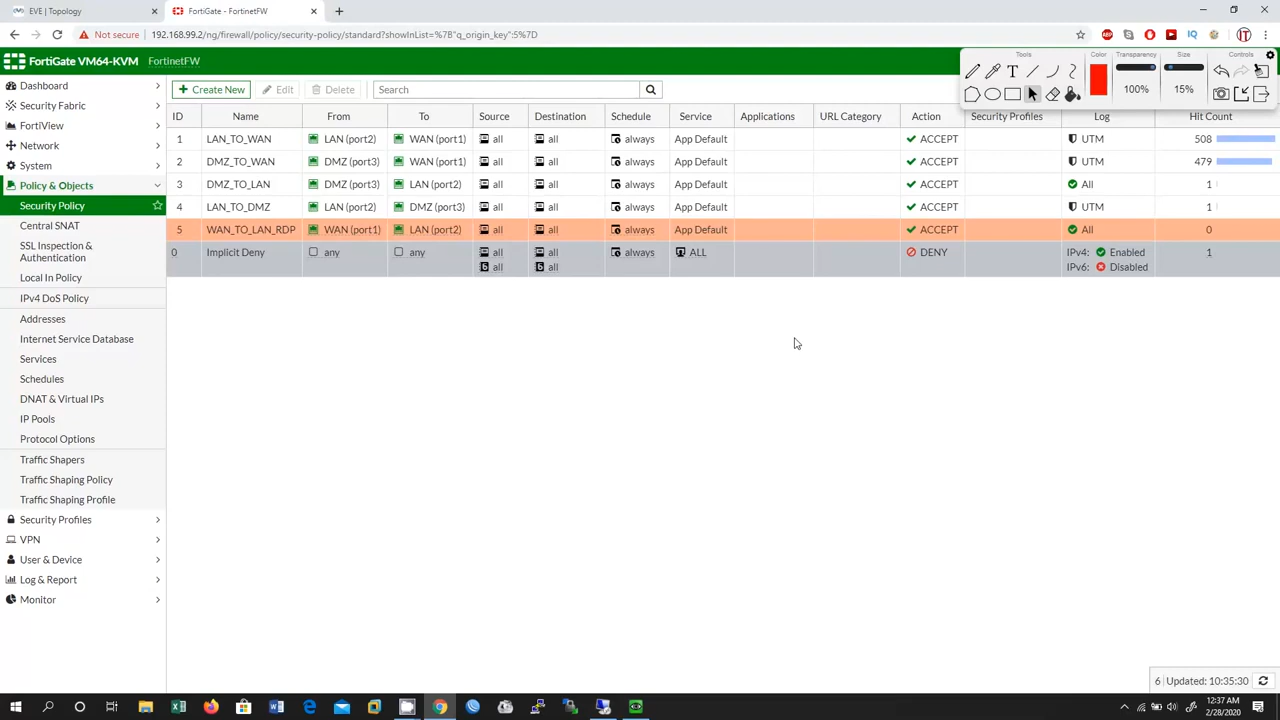 EVE | Topology
FortiGate - FortinetFW
Not secure 192.168.99.2/ng/firewall/policy/security-policy/standard?showInList=%7B"q_origin_key":5%7D
FortiGate VM64-KVM FortinetFW
Tools Color Transparency Size Controls
T
100% 15%
Dashboard
Security Fabric
FortiView
Network
System
Policy & Objects
Security Policy
Central SNAT
SSL Inspection &
Authentication
Local In Policy
IPv4 DoS Policy
Addresses
Internet Service Database
Services
Schedules
DNAT & Virtual IPs
IP Pools
Protocol Options
Traffic Shapers
Traffic Shaping Policy
Traffic Shaping Profile
Security Profiles
VPN
User & Device
Log & Report
Monitor
Create New Edit Delete Search
ID Name From To Source Destination Schedule Service Applications URL Category Action Security Profiles Log Hit Count
1 LAN_TO_WAN LAN (port2) WAN (port1) all all always App Default ACCEPT UTM 508
2 DMZ_TO_WAN DMZ (port3) WAN (port1) all all always App Default ACCEPT UTM 479
3 DMZ_TO_LAN DMZ (port3) LAN (port2) all all always App Default ACCEPT All 1
4 LAN_TO_DMZ LAN (port2) DMZ (port3) all all always App Default ACCEPT UTM 1
5 WAN_TO_LAN_RDP WAN (port1) LAN (port2) all all always App Default ACCEPT All 0
0 Implicit Deny any any all all always ALL DENY IPv4: Enabled 1
all all IPv6: Disabled
6 Updated: 10:35:30
12:37 AM
2/28/2020